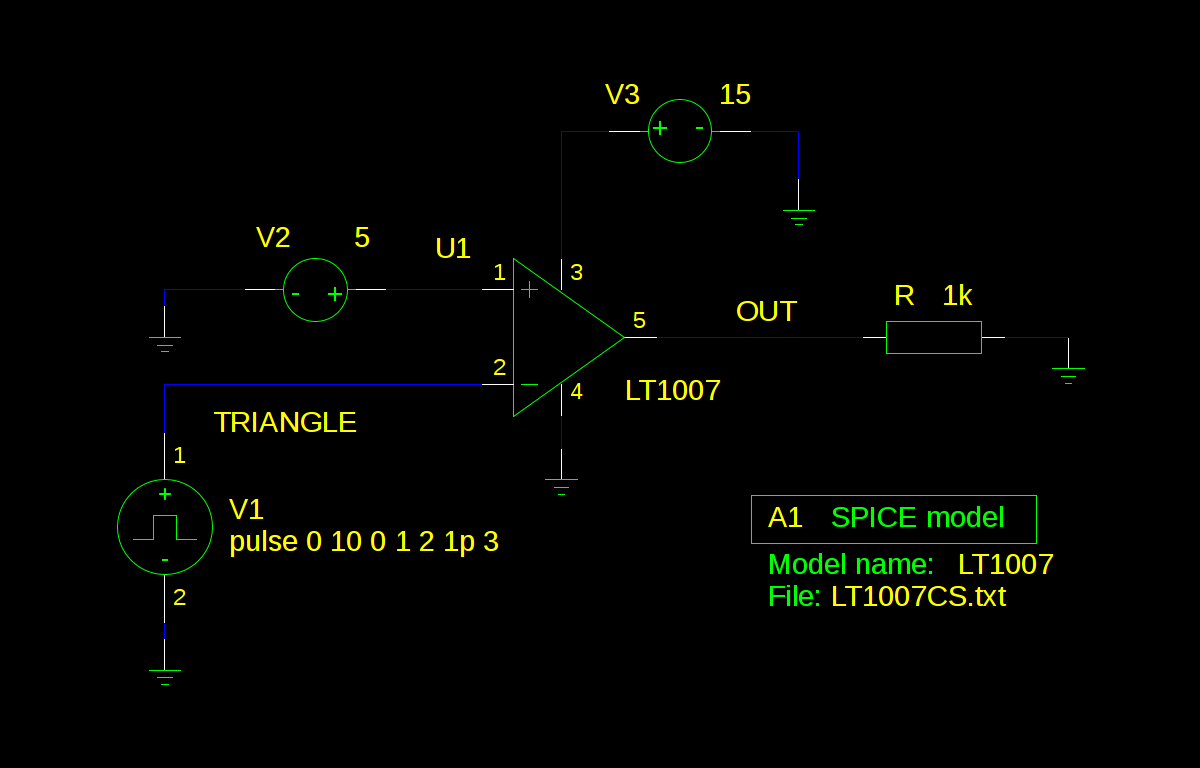 V3 15
+ -
V2 5
U1
1
3
- +
+
5
OUT
R 1k
2
-
4
LT1007
TRIANGLE
1
+
V1
pulse 0 10 0 1 2 1p 3
-
2
A1 SPICE model
Model name: LT1007
File: LT1007CS.txt